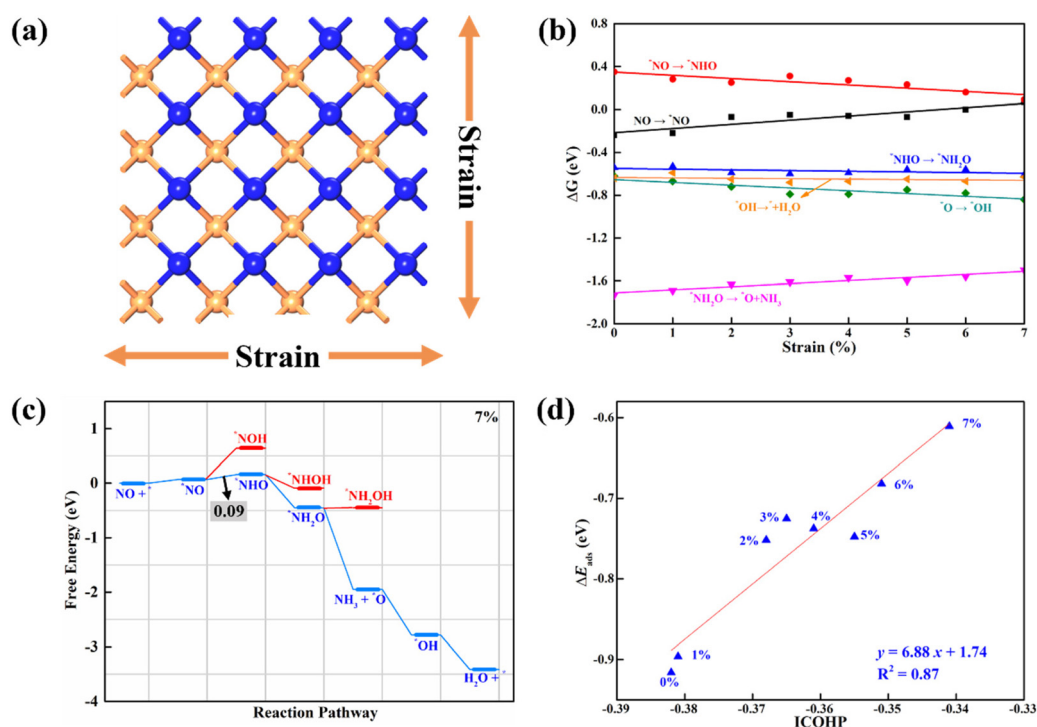 (a)
Strain
Strain
(b)
ΔG (eV)
0.8
0.4
0.0
-0.4
-0.8
-1.2
-1.6
-2.0
*NO → *NHO
NO → *NO
*NHO → *NH₂O
*OH → *+H₂O
*O → *OH
*NH₂O → *O+NH₃
0
1
2
3
4
5
6
7
Strain (%)
(c)
7%
Free Energy (eV)
1
0
-1
-2
-3
-4
NO + *
*NO
*NOH
*NHO
0.09
*NHOH
*NH₂O
*NH₂OH
NH₃ + *O
*OH
H₂O + *
Reaction Pathway
(d)
ΔE_ads (eV)
-0.6
-0.7
-0.8
-0.9
7%
6%
3%
4%
2%
5%
1%
0%
y = 6.88 x + 1.74
R² = 0.87
-0.39
-0.38
-0.37
-0.36
-0.35
-0.34
-0.33
ICOHP